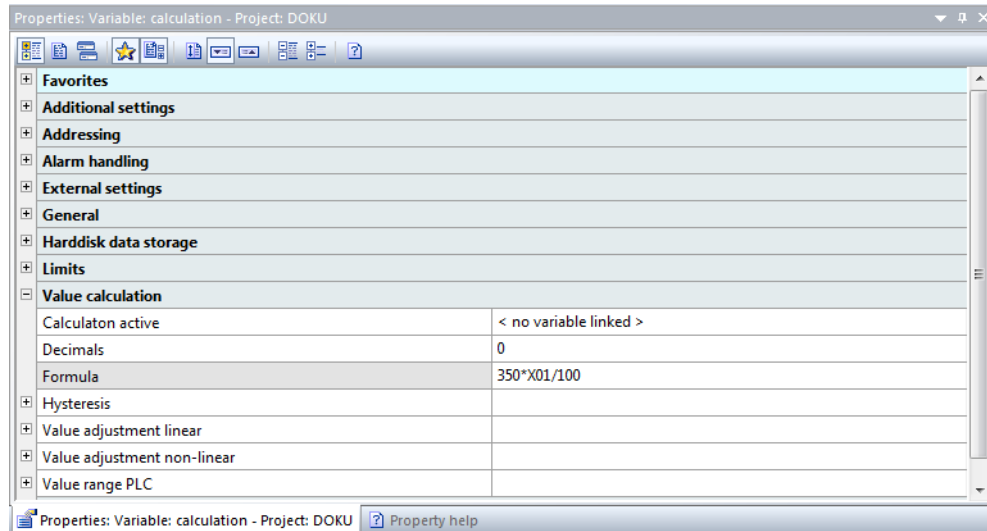 Properties: Variable: calculation - Project: DOKU
Favorites
Additional settings
Addressing
Alarm handling
External settings
General
Harddisk data storage
Limits
Value calculation
Calculaton active < no variable linked >
Decimals 0
Formula 350*X01/100
Hysteresis
Value adjustment linear
Value adjustment non-linear
Value range PLC
Properties: Variable: calculation - Project: DOKU Property help